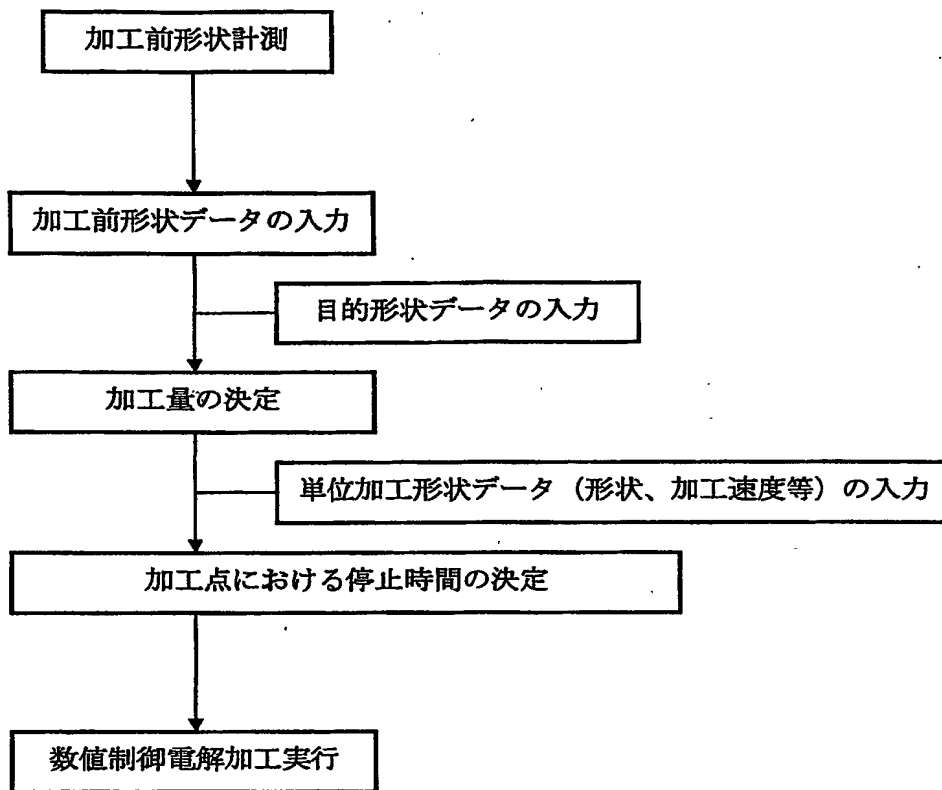 加工前形状計測
加工前形状データの入力
目的形状データの入力
加工量の決定
単位加工形状データ（形状、加工速度等）の入力
加工点における停止時間の決定
数値制御電解加工実行